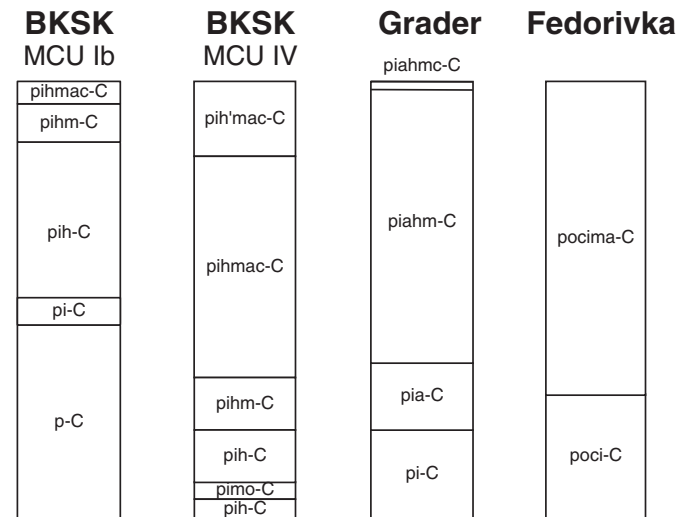 BKSK
MCU Ib
pihmac-C
pihm-C
pih-C
pi-C
p-C
BKSK
MCU IV
pih'mac-C
pihmac-C
pihm-C
pih-C
pimo-C
pih-C
Grader
piahmc-C
piahm-C
pia-C
pi-C
Fedorivka
pocima-C
poci-C